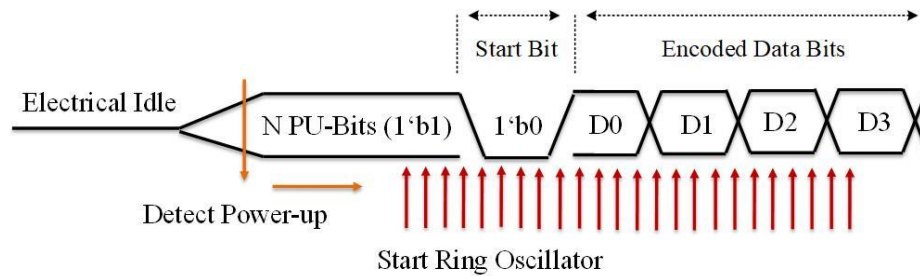 Start Bit
Encoded Data Bits
Electrical Idle
N PU-Bits (1‘b1)
1‘b0
D0
D1
D2
D3
Detect Power-up
Start Ring Oscillator